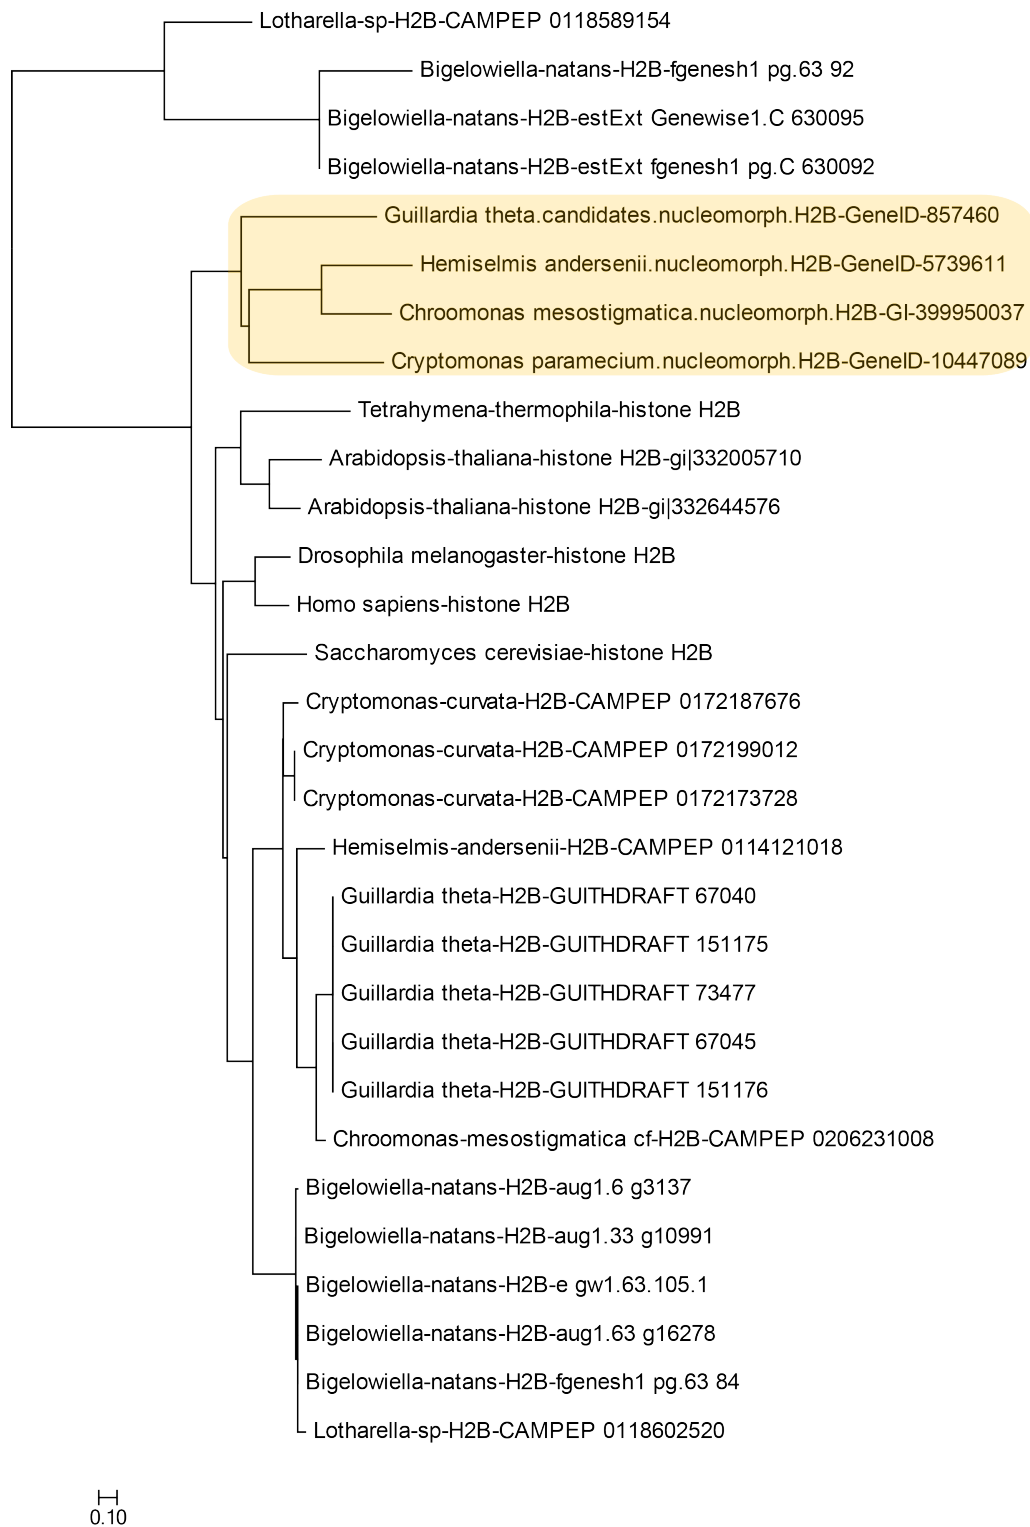 Lotharella-sp-H2B-CAMPEP 0118589154
Bigelowiella-natans-H2B-fgenesh1 pg.63 92
Bigelowiella-natans-H2B-estExt Genewise1.C 630095
Bigelowiella-natans-H2B-estExt fgenesh1 pg.C 630092
Guillardia theta.candidates.nucleomorph.H2B-GeneID-857460
Hemiselmis andersenii.nucleomorph.H2B-GeneID-5739611
Chroomonas mesostigmatica.nucleomorph.H2B-GI-399950037
Cryptomonas paramecium.nucleomorph.H2B-GeneID-10447089
Tetrahymena-thermophila-histone H2B
Arabidopsis-thaliana-histone H2B-gi|332005710
Arabidopsis-thaliana-histone H2B-gi|332644576
Drosophila melanogaster-histone H2B
Homo sapiens-histone H2B
Saccharomyces cerevisiae-histone H2B
Cryptomonas-curvata-H2B-CAMPEP 0172187676
Cryptomonas-curvata-H2B-CAMPEP 0172199012
Cryptomonas-curvata-H2B-CAMPEP 0172173728
Hemiselmis-andersenii-H2B-CAMPEP 0114121018
Guillardia theta-H2B-GUITHDRAFT 67040
Guillardia theta-H2B-GUITHDRAFT 151175
Guillardia theta-H2B-GUITHDRAFT 73477
Guillardia theta-H2B-GUITHDRAFT 67045
Guillardia theta-H2B-GUITHDRAFT 151176
Chroomonas-mesostigmatica cf-H2B-CAMPEP 0206231008
Bigelowiella-natans-H2B-aug1.6 g3137
Bigelowiella-natans-H2B-aug1.33 g10991
Bigelowiella-natans-H2B-e gw1.63.105.1
Bigelowiella-natans-H2B-aug1.63 g16278
Bigelowiella-natans-H2B-fgenesh1 pg.63 84
Lotharella-sp-H2B-CAMPEP 0118602520
0.10